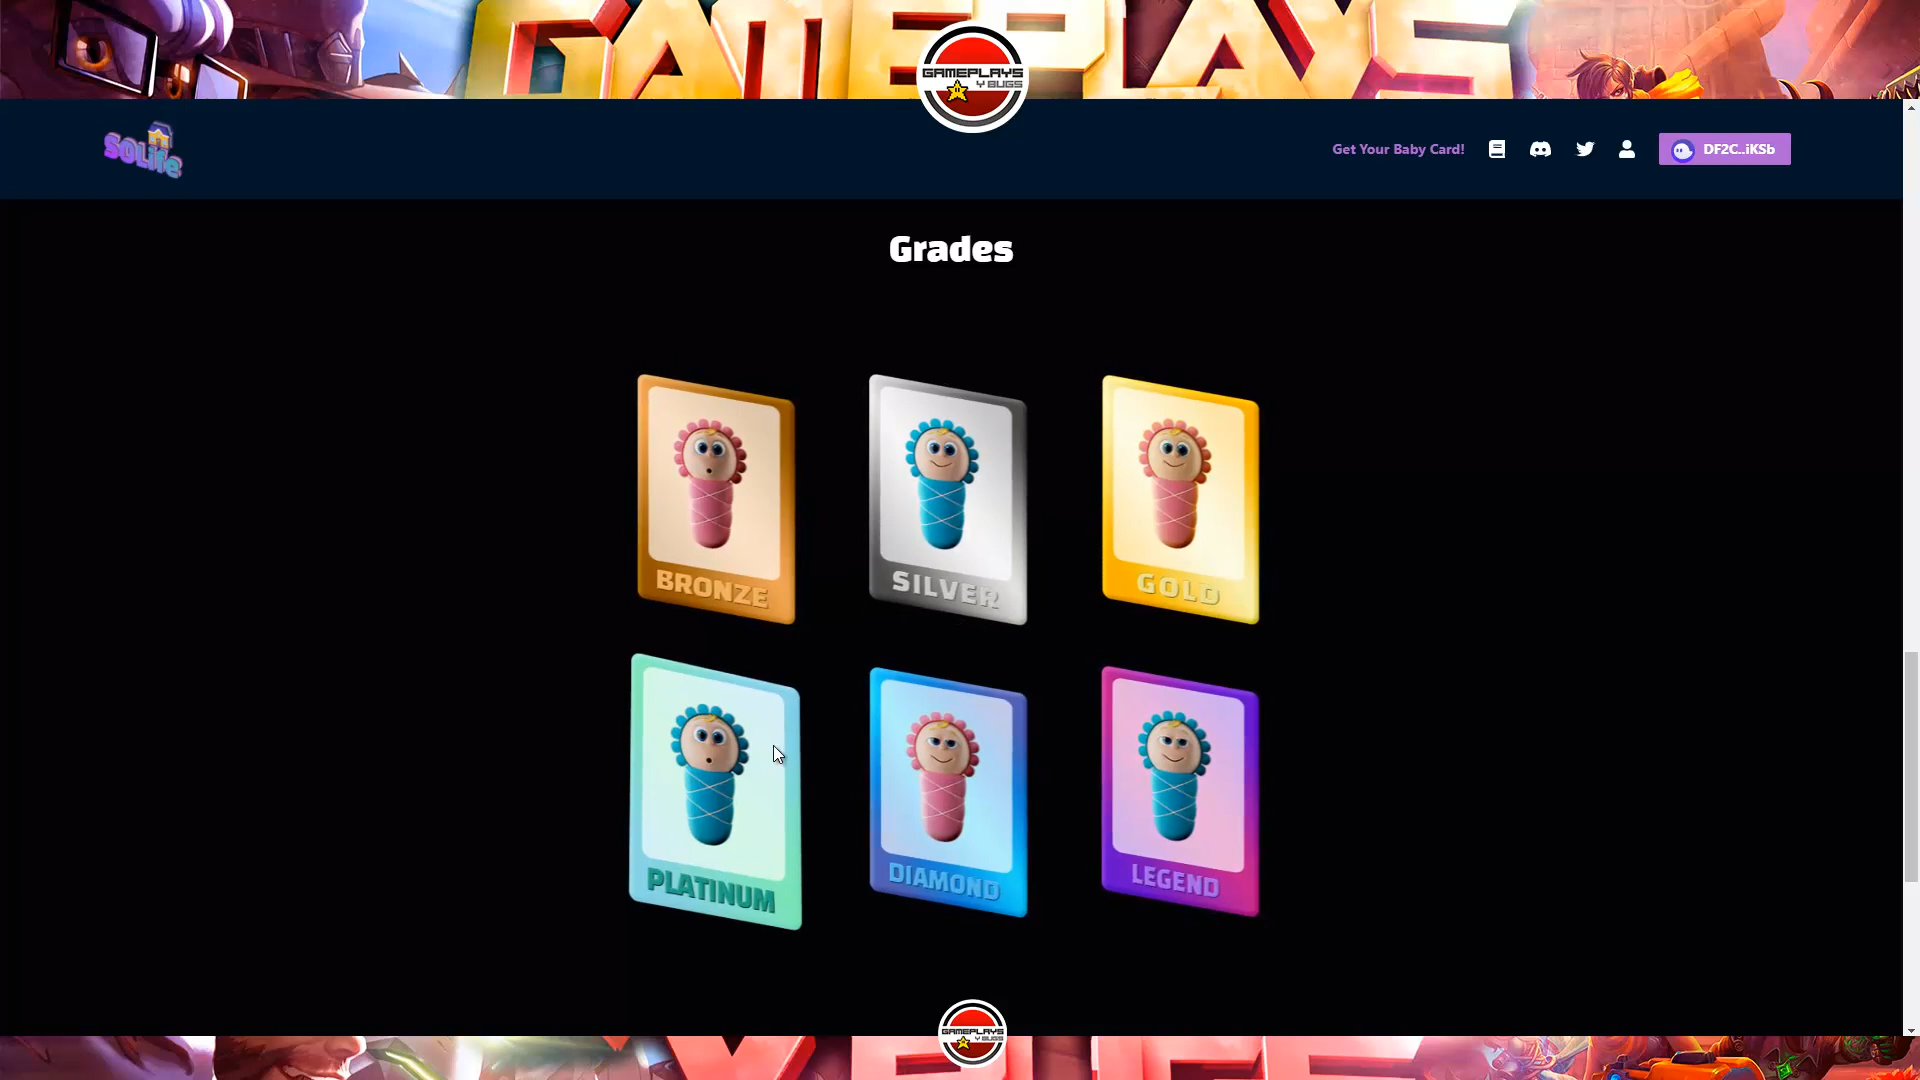 GAMEPLAYS
GAMEPLAYS
Y BUGS
SOLife
Get Your Baby Card!
DF2C..iKSb
Grades
BRONZE
SILVER
GOLD
PLATINUM
DIAMOND
LEGEND
GAMEPLAYS
Y BUGS